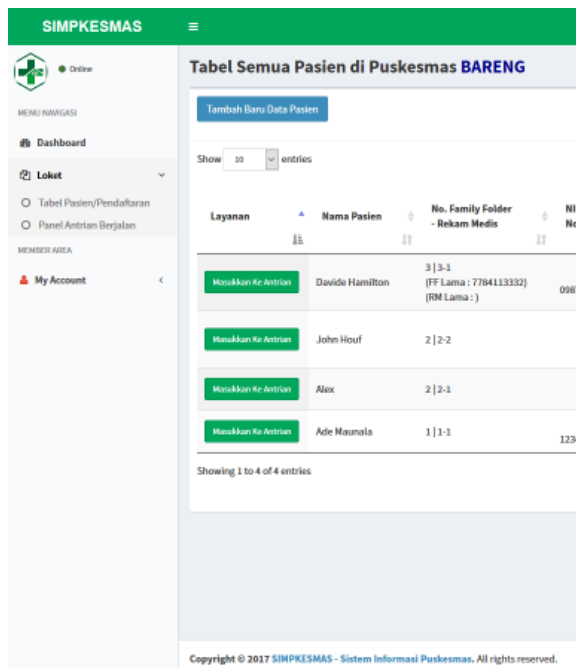 SIMPKESMAS
Online
MENU NAVIGASI
Dashboard
Loket
Tabel Pasien/Pendaftaran
Panel Antrian Berjalan
MEMBER AREA
My Account
Tabel Semua Pasien di Puskesmas BARENG
Tambah Baru Data Pasien
Show 10 entries
Layanan
Nama Pasien
No. Family Folder
- Rekam Medis
NI
No
Masukkan Ke Antrian
Davide Hamilton
3 | 3-1
(FF Lama : 7784113332)
(RM Lama : )
098
Masukkan Ke Antrian
John Houf
2 | 2-2
Masukkan Ke Antrian
Alex
2 | 2-1
Masukkan Ke Antrian
Ade Maunala
1 | 1-1
123
Showing 1 to 4 of 4 entries
Copyright © 2017 SIMPKESMAS - Sistem Informasi Puskesmas. All rights reserved.